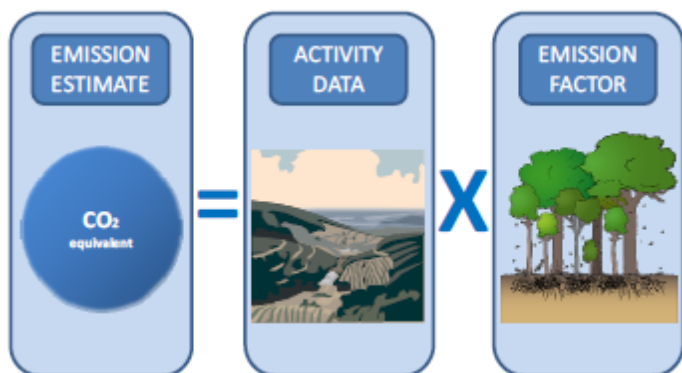 EMISSION
ESTIMATE
CO₂
equivalent
=
ACTIVITY
DATA
X
EMISSION
FACTOR